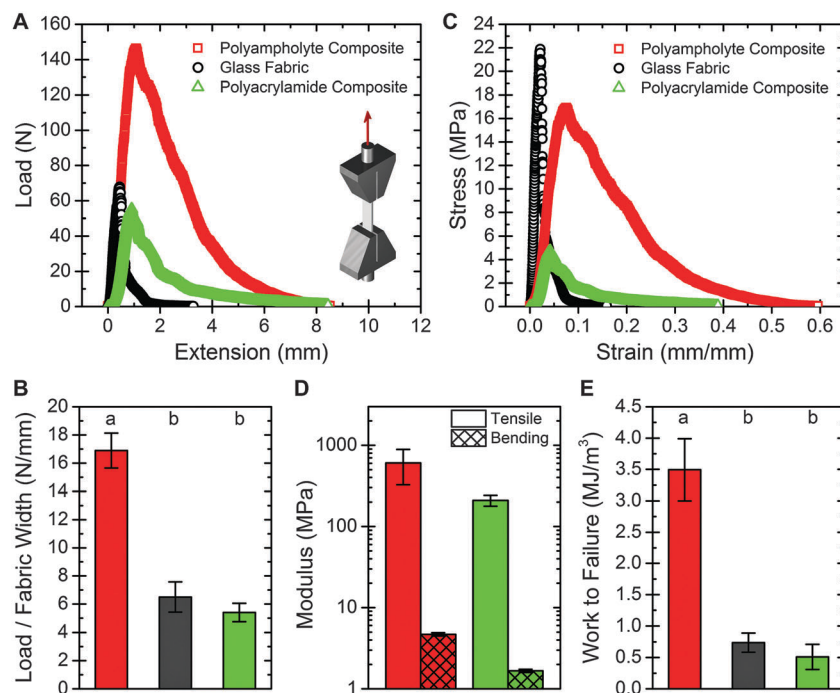 A
160
140
120
100
80
60
40
20
0
Load (N)
Polyampholyte Composite
Glass Fabric
Polyacrylamide Composite
0 2 4 6 8 10 12
Extension (mm)
C
24
22
20
18
16
14
12
10
8
6
4
2
0
Stress (MPa)
Polyampholyte Composite
Glass Fabric
Polyacrylamide Composite
0.0 0.1 0.2 0.3 0.4 0.5 0.6
Strain (mm/mm)
B
20
18
16
14
12
10
8
6
4
2
0
Load / Fabric Width (N/mm)
a b b
D
1000
100
10
1
Modulus (MPa)
Tensile
Bending
E
4.5
4.0
3.5
3.0
2.5
2.0
1.5
1.0
0.5
0.0
Work to Failure (MJ/m³)
a b b